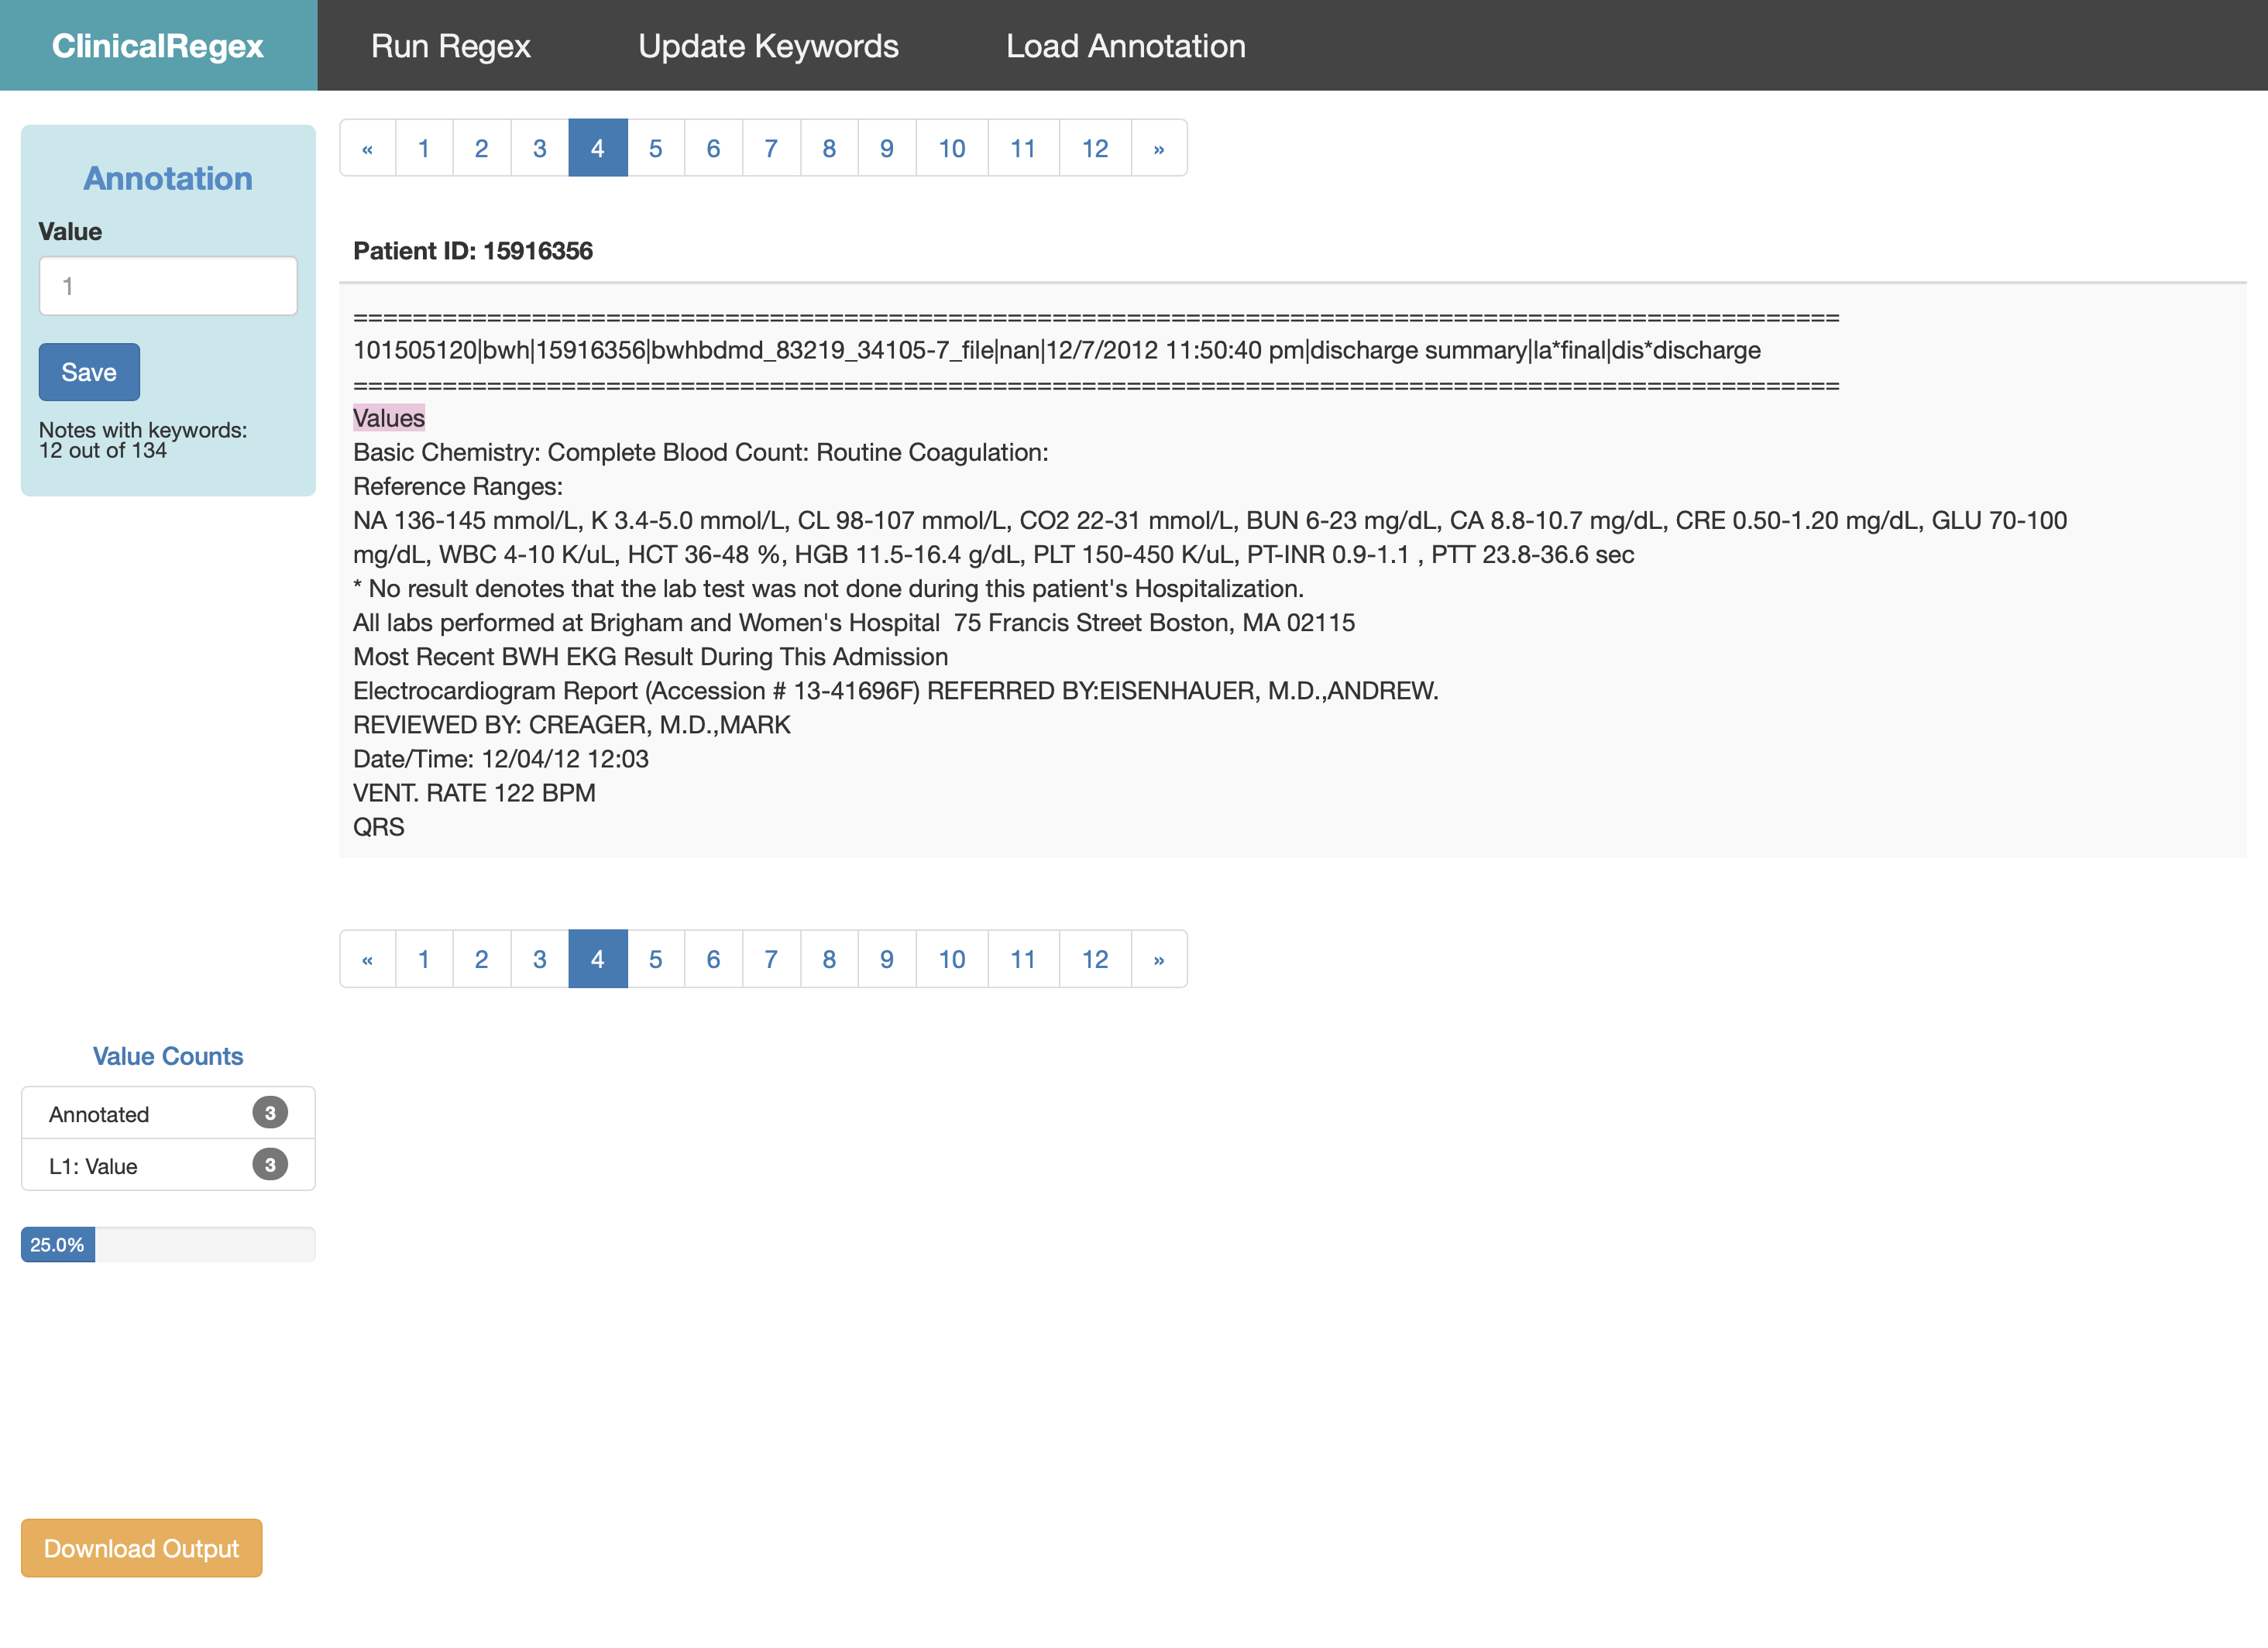 ClinicalRegex Run Regex Update Keywords Load Annotation
Annotation
Value
1
Save
Notes with keywords:
12 out of 134
« 1 2 3 4 5 6 7 8 9 10 11 12 »
Patient ID: 15916356
====================================================================================================
101505120|bwh|15916356|bwhbdmd_83219_34105-7_file|nan|12/7/2012 11:50:40 pm|discharge summary|la*final|dis*discharge
====================================================================================================
Values
Basic Chemistry: Complete Blood Count: Routine Coagulation:
Reference Ranges:
NA 136-145 mmol/L, K 3.4-5.0 mmol/L, CL 98-107 mmol/L, CO2 22-31 mmol/L, BUN 6-23 mg/dL, CA 8.8-10.7 mg/dL, CRE 0.50-1.20 mg/dL, GLU 70-100
mg/dL, WBC 4-10 K/uL, HCT 36-48 %, HGB 11.5-16.4 g/dL, PLT 150-450 K/uL, PT-INR 0.9-1.1 , PTT 23.8-36.6 sec
* No result denotes that the lab test was not done during this patient's Hospitalization.
All labs performed at Brigham and Women's Hospital  75 Francis Street Boston, MA 02115
Most Recent BWH EKG Result During This Admission
Electrocardiogram Report (Accession # 13-41696F) REFERRED BY:EISENHAUER, M.D.,ANDREW.
REVIEWED BY: CREAGER, M.D.,MARK
Date/Time: 12/04/12 12:03
VENT. RATE 122 BPM
QRS
« 1 2 3 4 5 6 7 8 9 10 11 12 »
Value Counts
Annotated 3
L1: Value 3
25.0%
Download Output